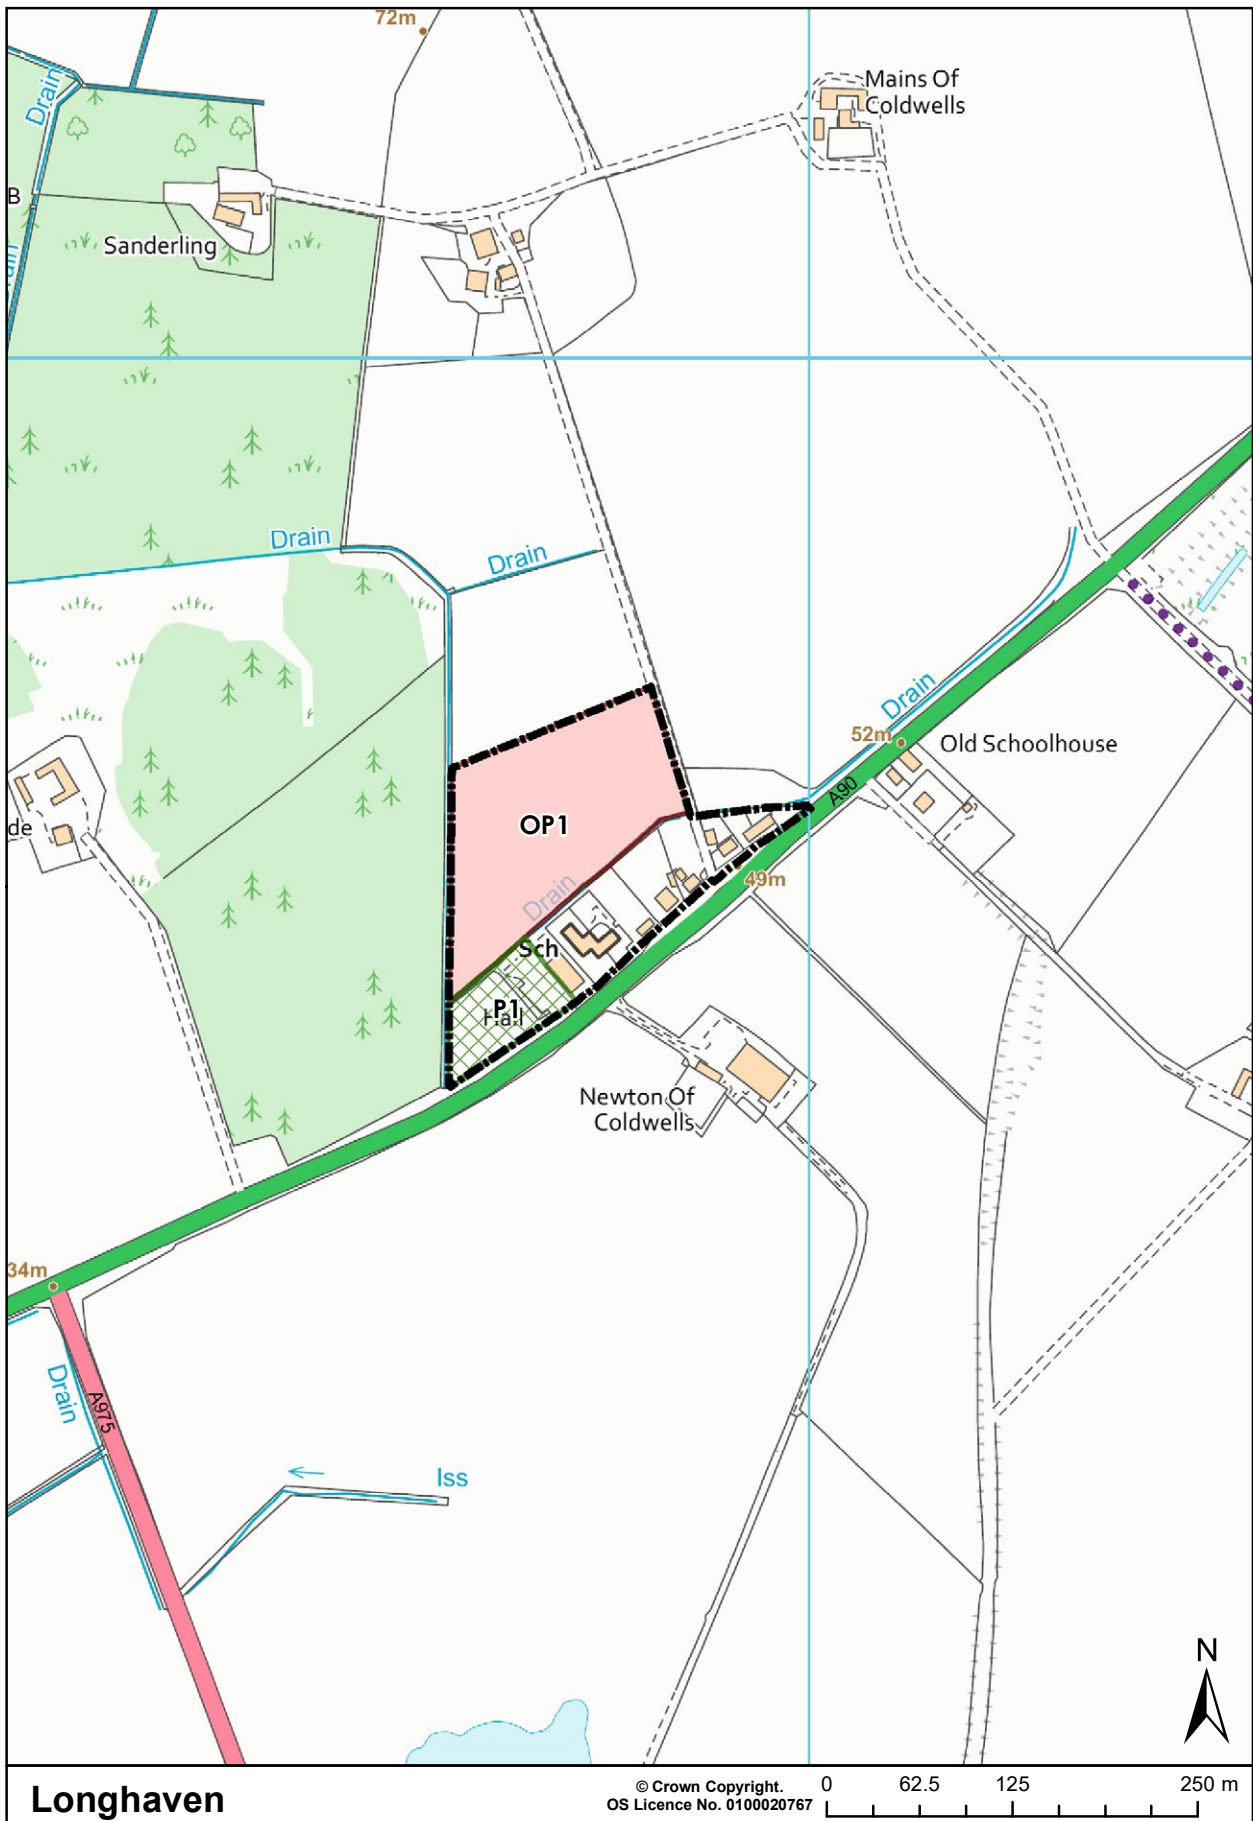 72m
Mains Of
Coldwells
Drain
B
Sanderling
Drain
Drain
Drain
52m
Old Schoolhouse
A90
OP1
de
49m
Drain
Sch
P1
Hall
Newton Of
Coldwells
34m
Drain
A975
Iss
N
Longhaven
© Crown Copyright.
OS Licence No. 0100020767
0 62.5 125 250 m